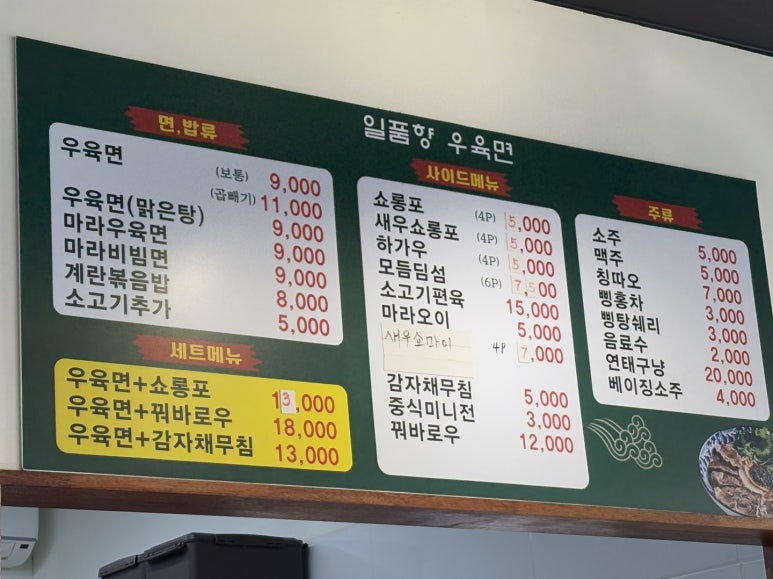 일품향 우육면
면,밥류
우육면 (보통) 9,000
(곱빼기) 11,000
우육면(맑은탕) 9,000
마라우육면 9,000
마라비빔면 9,000
계란볶음밥 8,000
소고기추가 5,000
세트메뉴
우육면+쇼롱포 13,000
우육면+꿔바로우 18,000
우육면+감자채무침 13,000
사이드메뉴
쇼롱포 (4P) 5,000
새우쇼롱포 (4P) 5,000
하가우 (4P) 5,000
모듬딤섬 (6P) 7,500
소고기편육 15,000
마라오이 5,000
새우쇼마이 4P 7,000
감자채무침 5,000
중식미니전 3,000
꿔바로우 12,000
주류
소주 5,000
맥주 5,000
칭따오 7,000
삥홍차 3,000
삥탕쉐리 3,000
음료수 2,000
연태구냥 20,000
베이징소주 4,000